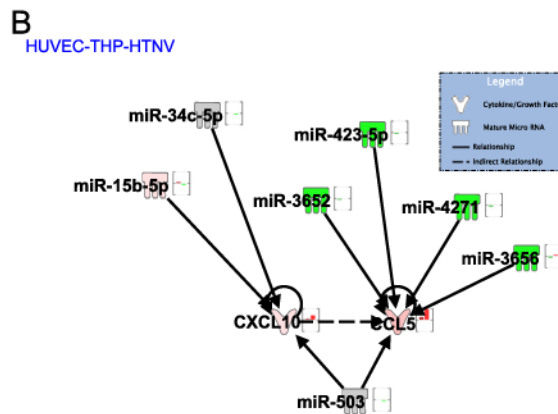 B
HUVEC-THP-HTNV
Legend
Cytokine/Growth Fact
Mature Micro RNA
Relationship
Indirect Relationship
miR-34c-5p
miR-423-5p
miR-15b-5p
miR-3652
miR-4271
miR-3656
CXCL10
CCL5
miR-503